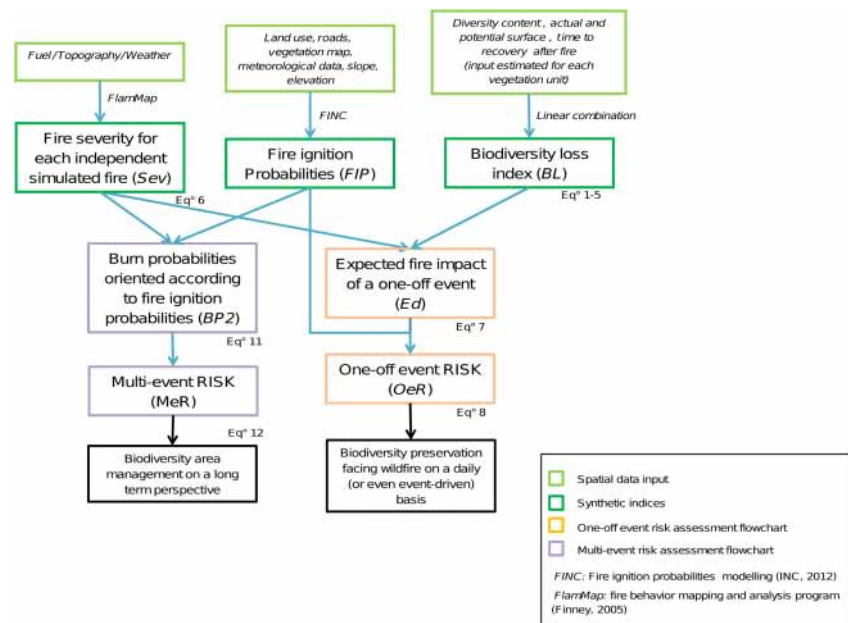 Fuel/Topography/Weather
FlamMap
Land use, roads,
vegetation map,
meteorological data, slope,
elevation
FINC
Diversity content, actual and
potential surface, time to
recovery after fire
(input estimated for each
vegetation unit)
Linear combination
Fire severity for
each independent
simulated fire (Sev)
Eq° 6
Fire ignition
Probabilities (FIP)
Biodiversity loss
index (BL)
Eq° 1-5
Burn probabilities
oriented according
to fire ignition
probabilities (BP2)
Eq° 11
Expected fire impact
of a one-off event
(Ed)
Eq° 7
Multi-event RISK
(MeR)
Eq° 12
One-off event RISK
(OeR)
Eq° 8
Biodiversity area
management on a long
term perspective
Biodiversity preservation
facing wildfire on a daily
(or even event-driven)
basis
Spatial data input
Synthetic indices
One-off event risk assessment flowchart
Multi-event risk assessment flowchart
FINC: Fire ignition probabilities modelling (INC, 2012)
FlamMap: fire behavior mapping and analysis program
(Finney, 2005)